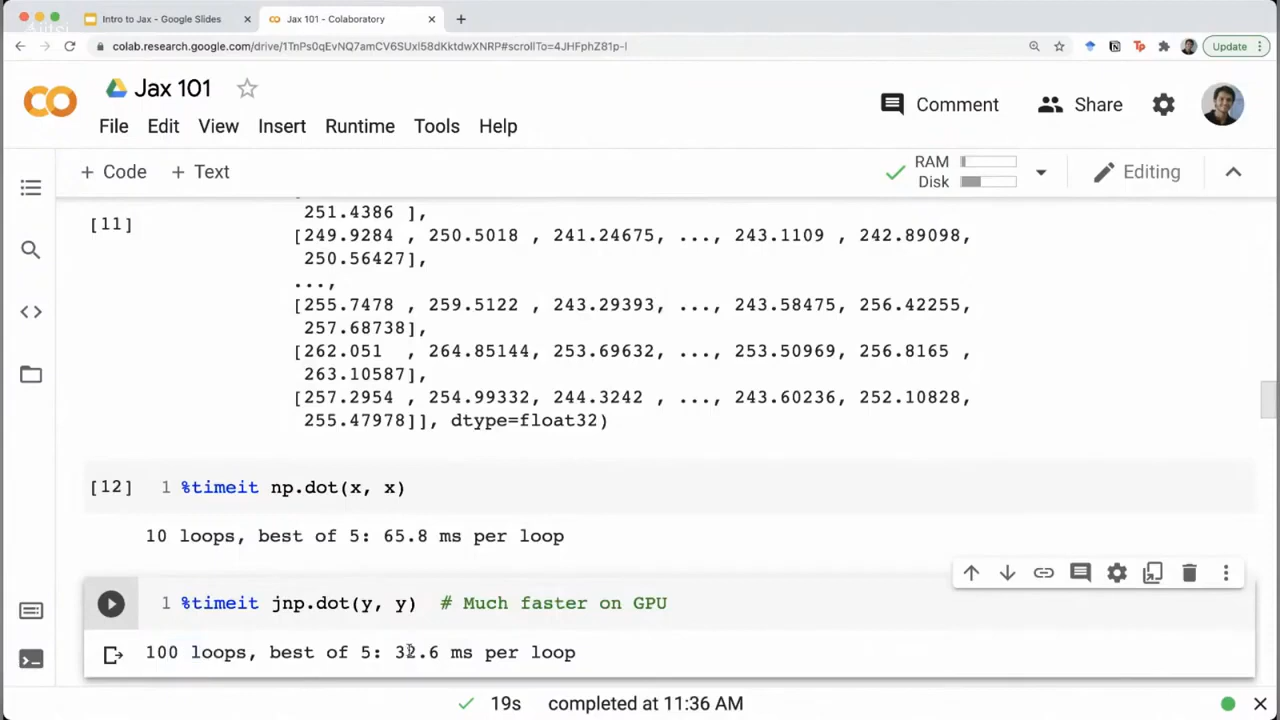 Intro to Jax - Google Slides
Jax 101 - Colaboratory
colab.research.google.com/drive/1TnPs0qEvNQ7amCV6SUxl58dKktdwXNRP#scrollTo=4JHFphZ81p-I
Tp
Update
Jax 101
Comment
Share
File Edit View Insert Runtime Tools Help
+ Code + Text
RAM
Disk
Editing
251.4386 ],
[11]
[249.9284 , 250.5018 , 241.24675, ..., 243.1109 , 242.89098,
250.56427],
...,
[255.7478 , 259.5122 , 243.29393, ..., 243.58475, 256.42255,
257.68738],
[262.051 , 264.85144, 253.69632, ..., 253.50969, 256.8165 ,
263.10587],
[257.2954 , 254.99332, 244.3242 , ..., 243.60236, 252.10828,
255.47978]], dtype=float32)
[12] 1 %timeit np.dot(x, x)
10 loops, best of 5: 65.8 ms per loop
1 %timeit jnp.dot(y, y) # Much faster on GPU
100 loops, best of 5: 32.6 ms per loop
19s completed at 11:36 AM